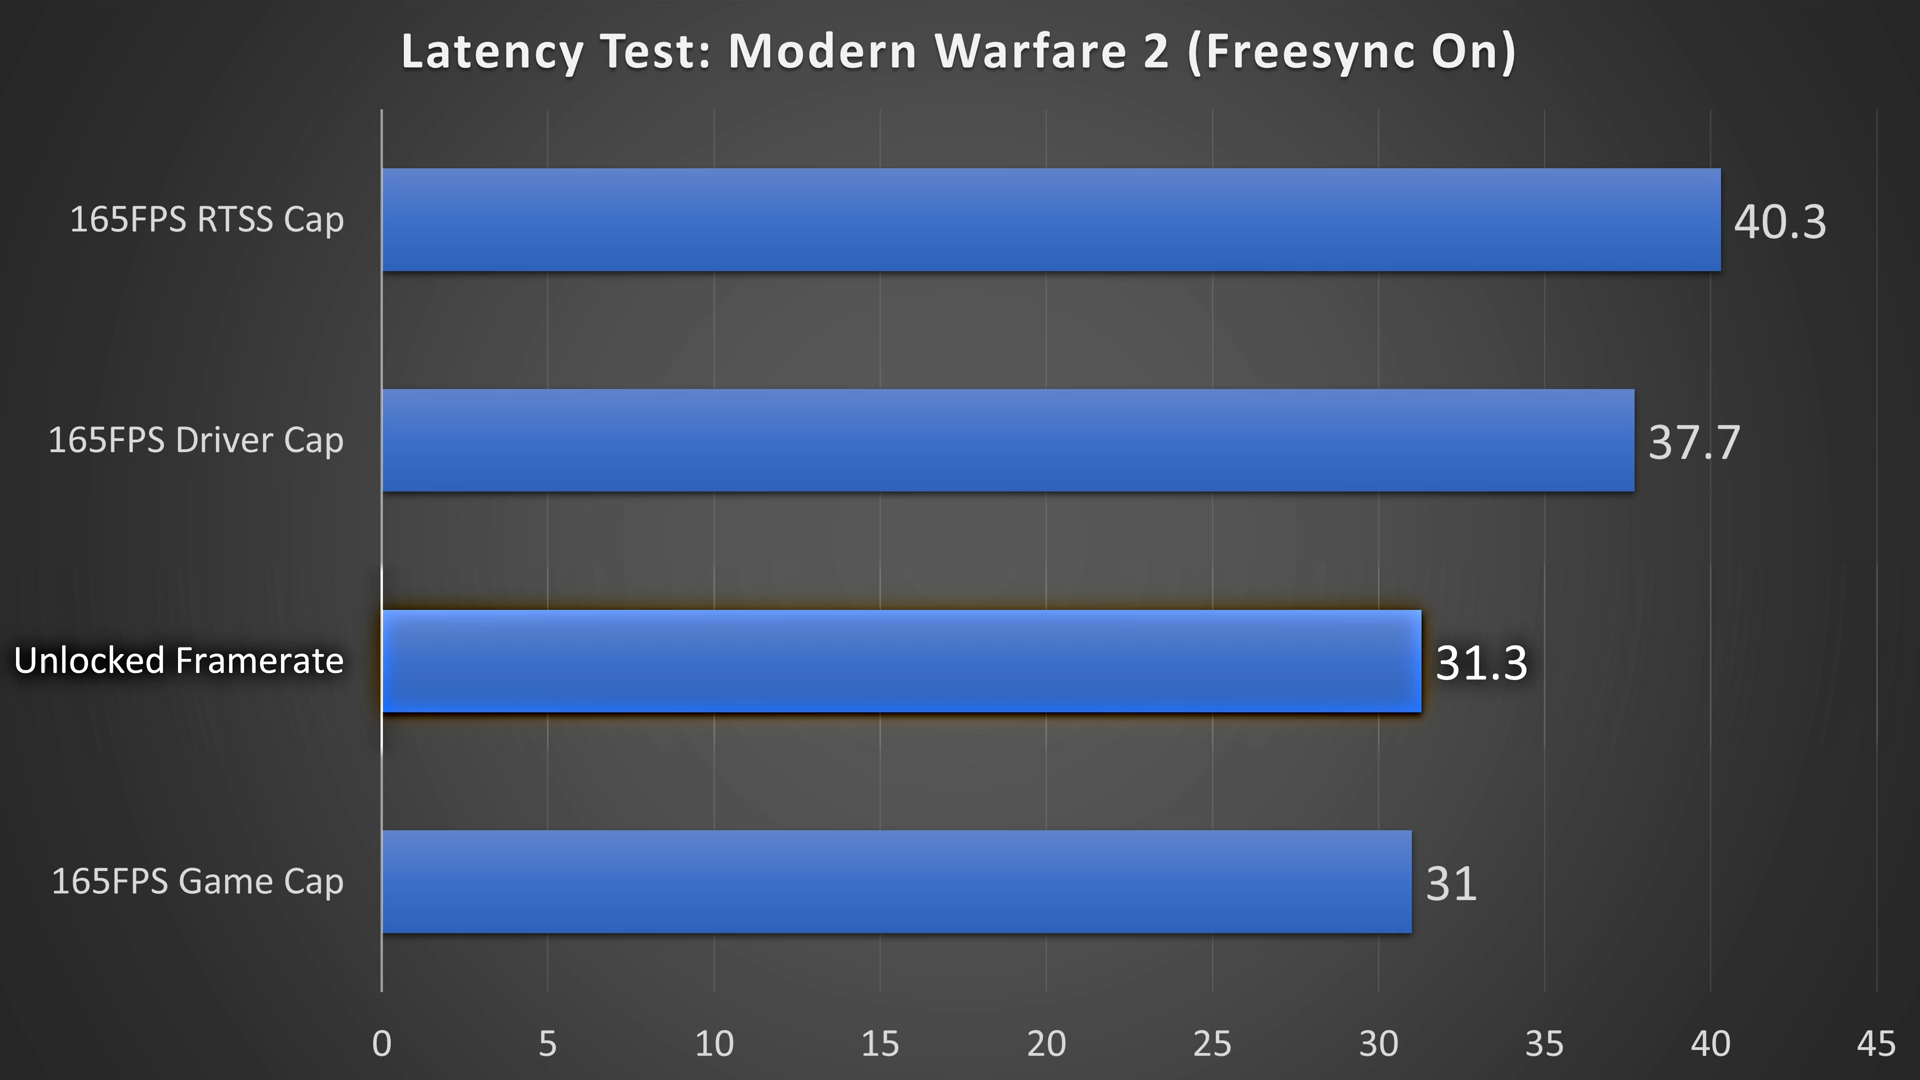 Latency Test: Modern Warfare 2 (Freesync On)
165FPS RTSS Cap
40.3
165FPS Driver Cap
37.7
Unlocked Framerate
31.3
165FPS Game Cap
31
0 5 10 15 20 25 30 35 40 45